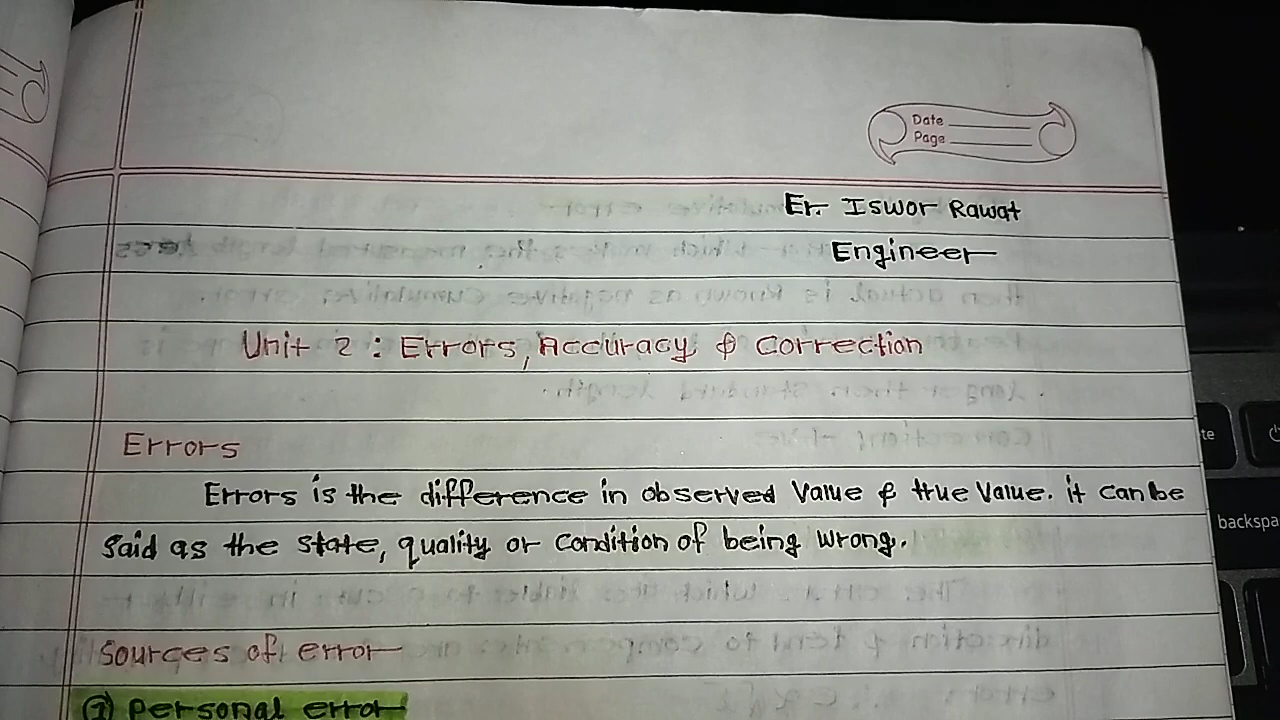 Date
Page
Er. Iswor Rawat
Engineer
Unit 2 : Errors, Accuracy & Correction
Errors
Errors is the difference in observed Value & true Value. it can be
said as the state, quality or condition of being wrong.
sources of error
① personal error
te
backspa